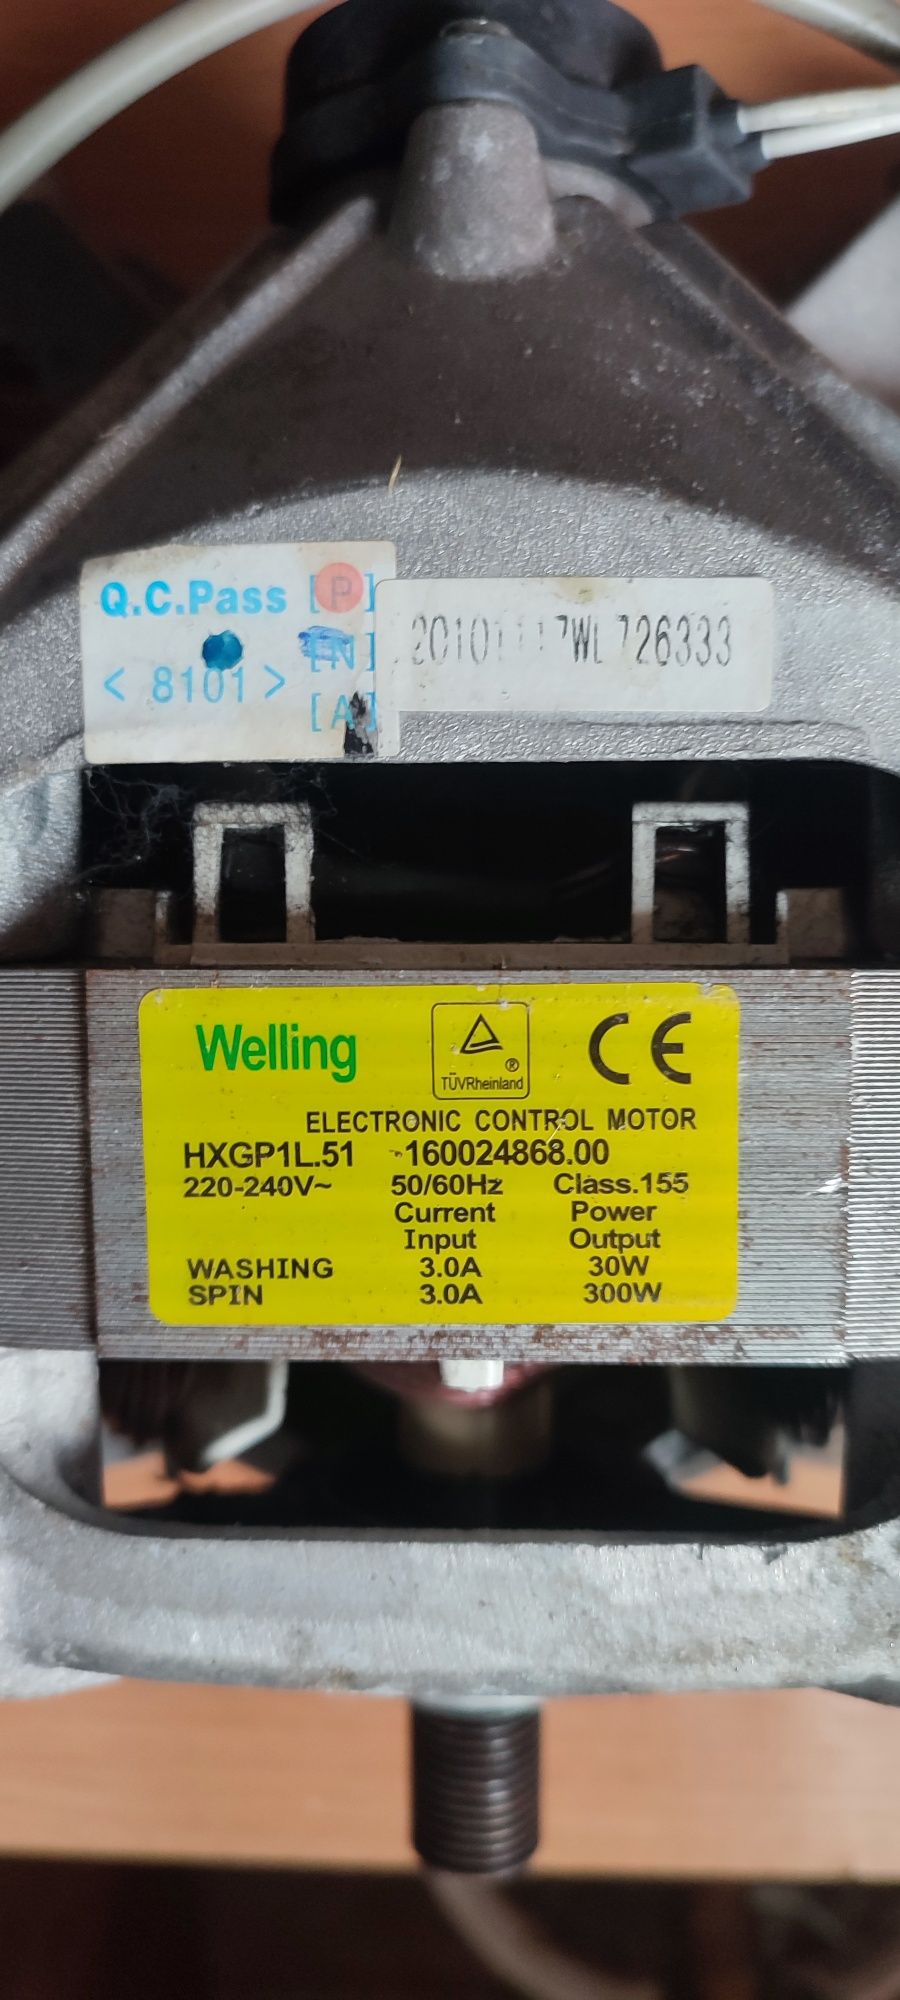 Q.C.Pass [P]
[N]
< 8101 >
[A]
726333
Welling
®
TÜVRheinland
CE
ELECTRONIC CONTROL MOTOR
HXGP1L.51 160024868.00
220-240V~ 50/60Hz Class.155
Current Power
Input Output
WASHING 3.0A 30W
SPIN 3.0A 300W